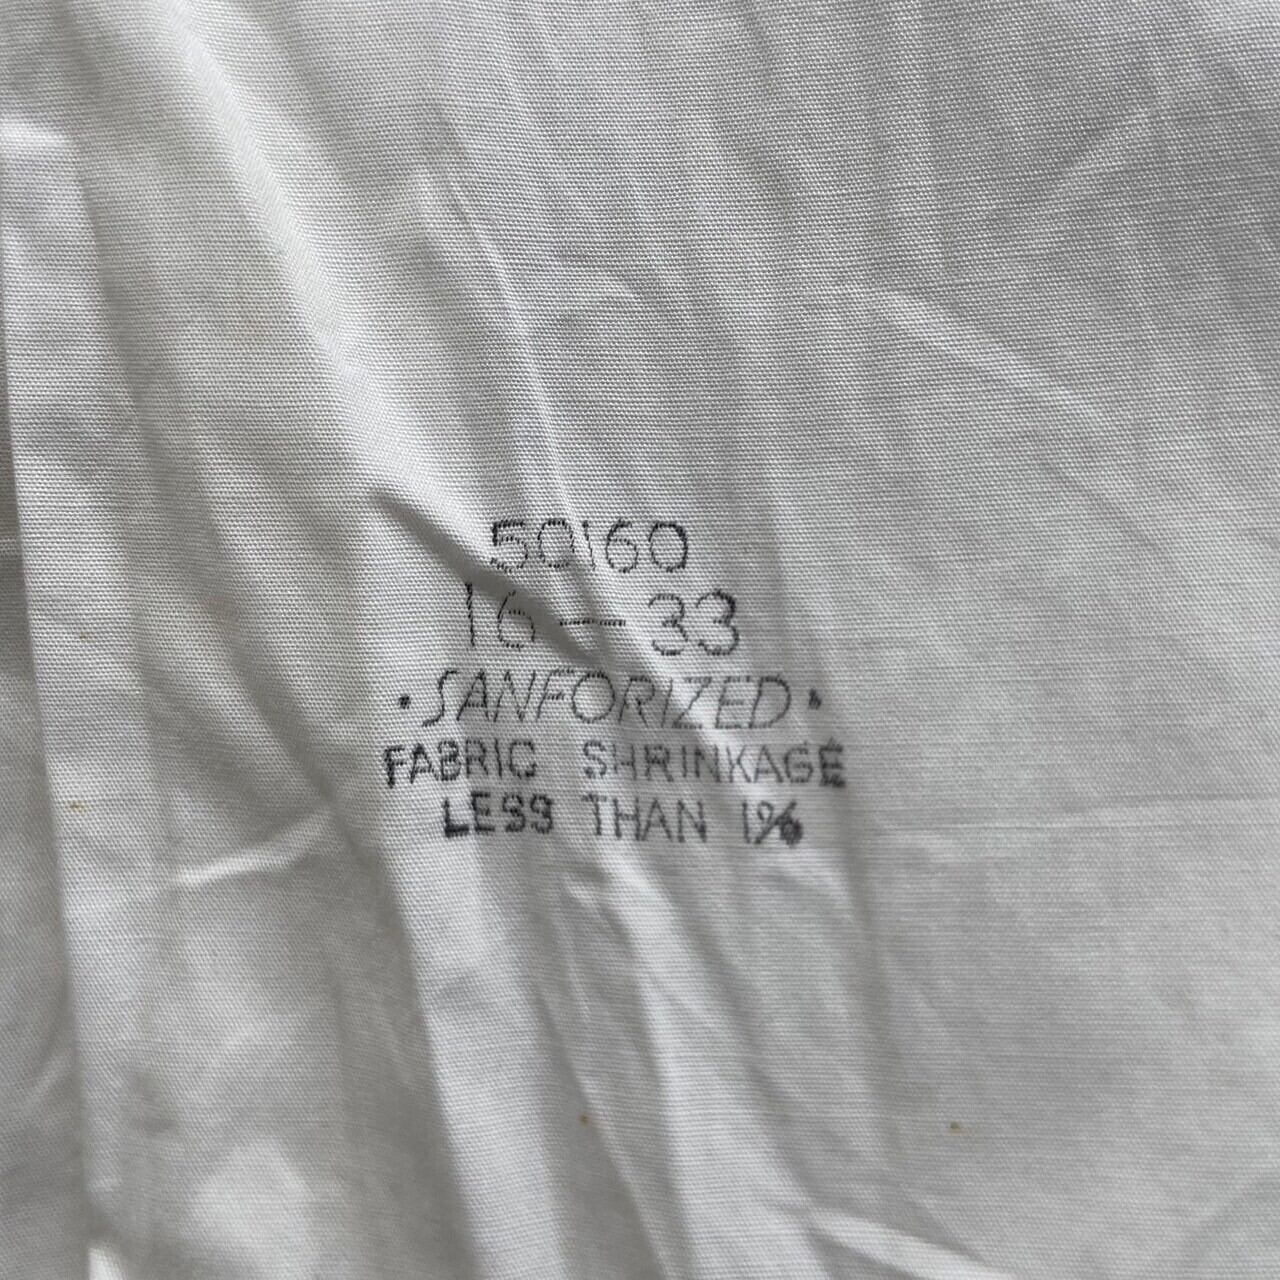 50160
16 — 33
• SANFORIZED •
FABRIC SHRINKAGE
LESS THAN 1%